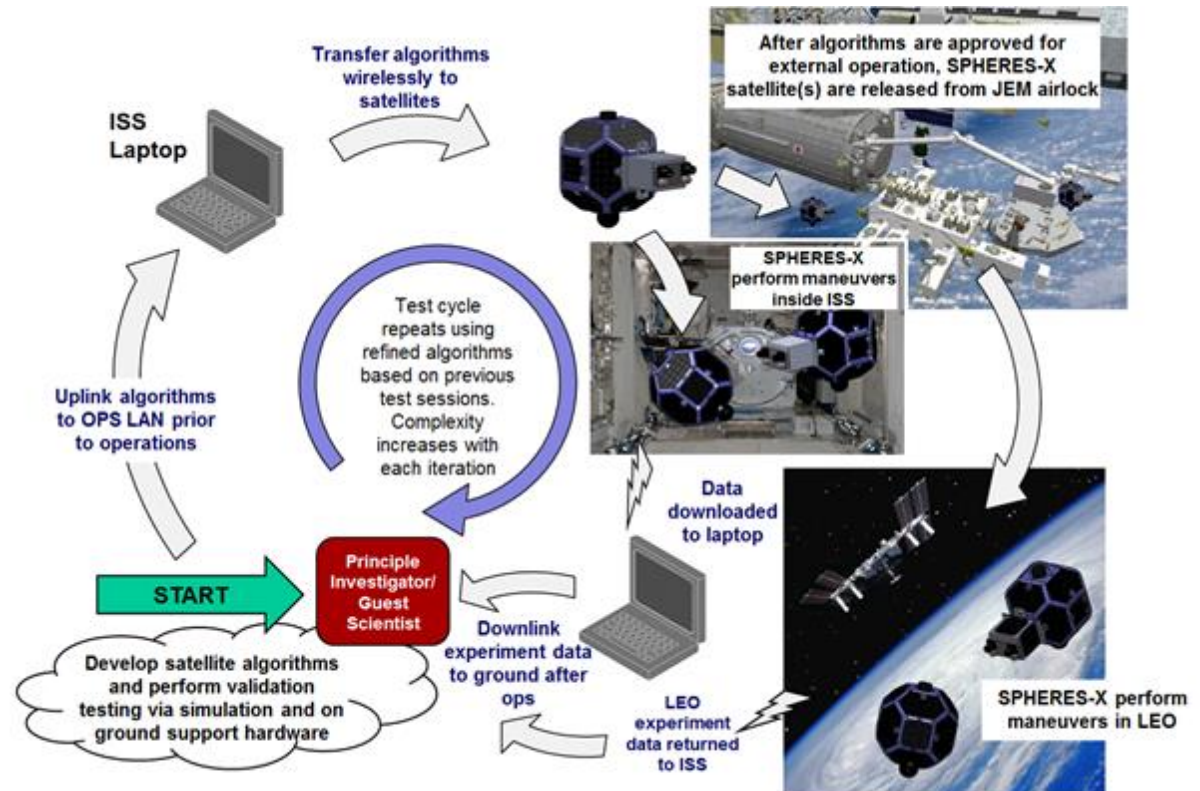 Transfer algorithms
wirelessly to
satellites
ISS
Laptop
After algorithms are approved for
external operation, SPHERES-X
satellite(s) are released from JEM airlock
SPHERES-X
perform maneuvers
inside ISS
Test cycle
repeats using
refined algorithms
based on previous
test sessions.
Complexity
increases with
each iteration
Uplink algorithms
to OPS LAN prior
to operations
Data
downloaded
to laptop
START
Principle
Investigator/
Guest
Scientist
Downlink
experiment data
to ground after
ops
Develop satellite algorithms
and perform validation
testing via simulation and on
ground support hardware
LEO
experiment
data returned
to ISS
SPHERES-X perform
maneuvers in LEO